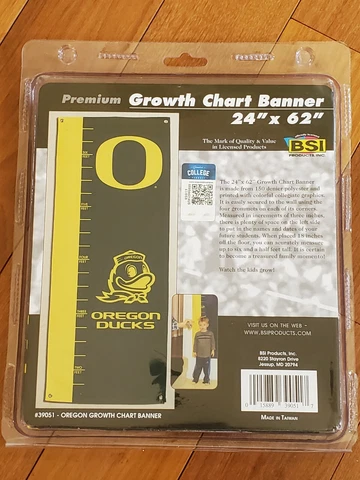 Premium Growth Chart Banner
24" x 62"
The Mark of Quality & Value
in Licensed Products
BSI
PRODUCTS, INC.
COLLEGE
The 24"x 62" Growth Chart Banner
is made from 150 denier polyester and
printed with colorful collegiate graphics.
It is easily secured to the wall using the
four grommets on each of its corners.
Measured in increments of three inches,
there is plenty of space on the left side
to put in the names and dates of your
future students. When placed 18 inches
off the floor, you can accurately measure
up to six and a half feet tall. It is certain
to become a treasured family memento!
Watch the kids grow!
O
OREGON
OREGON
DUCKS
VISIT US ON THE WEB -
WWW.BSIPRODUCTS.COM
BSI Products, Inc.
8220 Stayton Drive
Jessup, MD 20794
MADE IN TAIWAN
#39051 - OREGON GROWTH CHART BANNER